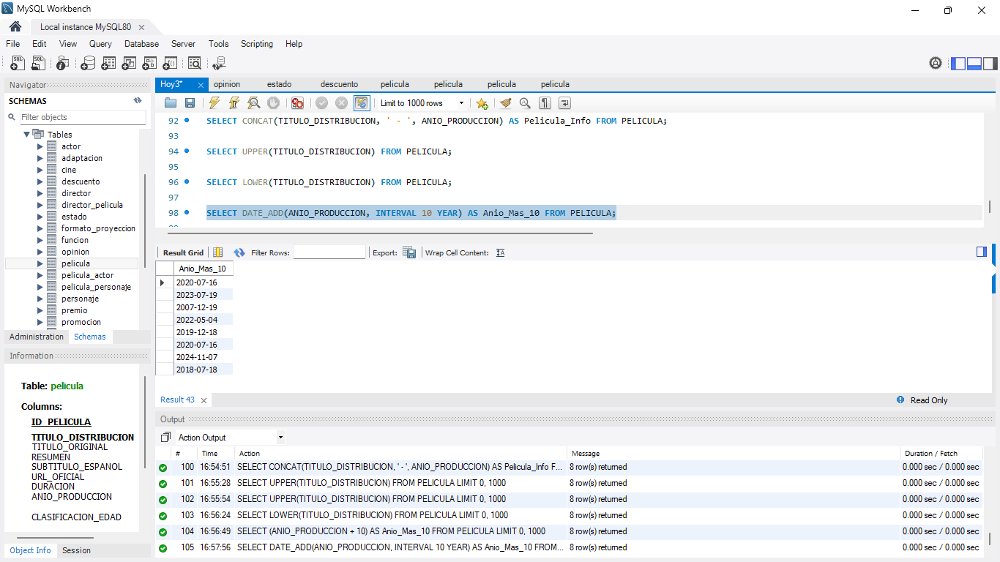 MySQL Workbench
Local instance MySQL80
File Edit View Query Database Server Tools Scripting Help
Navigator
SCHEMAS
Filter objects
Tables
actor
adaptacion
cine
descuento
director
director_pelicula
estado
formato_proyeccion
funcion
opinion
pelicula
pelicula_actor
pelicula_personaje
personaje
premio
promocion
Administration Schemas
Information
Table: pelicula
Columns:
ID_PELICULA
TITULO_DISTRIBUCION
TITULO_ORIGINAL
RESUMEN
SUBTITULO_ESPANOL
URL_OFICIAL
DURACION
ANIO_PRODUCCION
CLASIFICACION_EDAD
Object Info Session
Hoy3* opinion estado descuento pelicula pelicula pelicula pelicula
Limit to 1000 rows
92 SELECT CONCAT(TITULO_DISTRIBUCION, ' - ', ANIO_PRODUCCION) AS Pelicula_Info FROM PELICULA;
93
94 SELECT UPPER(TITULO_DISTRIBUCION) FROM PELICULA;
95
96 SELECT LOWER(TITULO_DISTRIBUCION) FROM PELICULA;
97
98 SELECT DATE_ADD(ANIO_PRODUCCION, INTERVAL 10 YEAR) AS Anio_Mas_10 FROM PELICULA;
Result Grid Filter Rows: Export: Wrap Cell Content:
Anio_Mas_10
2020-07-16
2023-07-19
2007-12-19
2022-05-04
2019-12-18
2020-07-16
2024-11-07
2018-07-18
Result 43 Read Only
Output
Action Output
# Time Action Message Duration / Fetch
100 16:54:51 SELECT CONCAT(TITULO_DISTRIBUCION, ' - ', ANIO_PRODUCCION) AS Pelicula_Info F... 8 row(s) returned 0.000 sec / 0.000 sec
101 16:55:28 SELECT UPPER(TITULO_DISTRIBUCION) FROM PELICULA LIMIT 0, 1000 8 row(s) returned 0.000 sec / 0.000 sec
102 16:55:54 SELECT UPPER(TITULO_DISTRIBUCION) FROM PELICULA LIMIT 0, 1000 8 row(s) returned 0.000 sec / 0.000 sec
103 16:56:24 SELECT LOWER(TITULO_DISTRIBUCION) FROM PELICULA LIMIT 0, 1000 8 row(s) returned 0.000 sec / 0.000 sec
104 16:56:49 SELECT (ANIO_PRODUCCION + 10) AS Anio_Mas_10 FROM PELICULA LIMIT 0, 1000 8 row(s) returned 0.000 sec / 0.000 sec
105 16:57:56 SELECT DATE_ADD(ANIO_PRODUCCION, INTERVAL 10 YEAR) AS Anio_Mas_10 FROM... 8 row(s) returned 0.000 sec / 0.000 sec